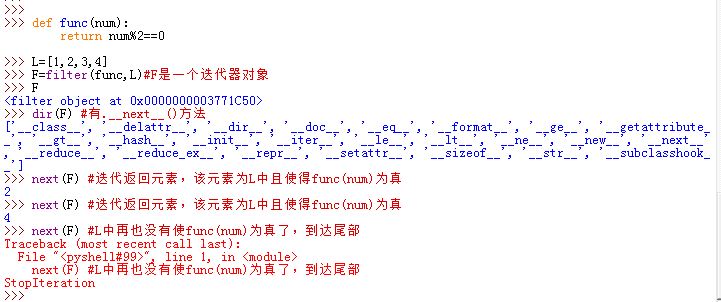 >>>
>>> def func(num):
        return num%2==0

>>> L=[1,2,3,4]
>>> F=filter(func,L)#F是一个迭代器对象
>>> F
<filter object at 0x0000000003771C50>
>>> dir(F) #有.__next__()方法
['__class__', '__delattr__', '__dir__', '__doc__', '__eq__', '__format__', '__ge__', '__getattribute_
_', '__gt__', '__hash__', '__init__', '__iter__', '__le__', '__lt__', '__ne__', '__new__', '__next__'
, '__reduce__', '__reduce_ex__', '__repr__', '__setattr__', '__sizeof__', '__str__', '__subclasshook_
_']
>>> next(F) #迭代返回元素，该元素为L中且使得func(num)为真
2
>>> next(F) #迭代返回元素，该元素为L中且使得func(num)为真
4
>>> next(F) #L中再也没有使func(num)为真了，到达尾部
Traceback (most recent call last):
  File "<pyshell#99>", line 1, in <module>
    next(F) #L中再也没有使func(num)为真了，到达尾部
StopIteration
>>>